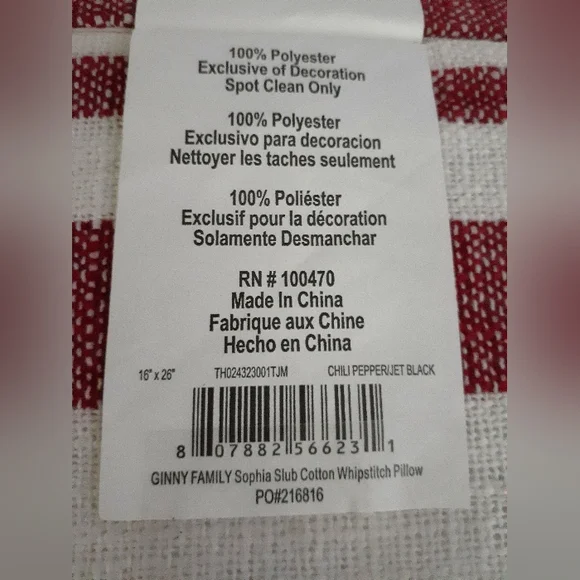 100% Polyester
Exclusive of Decoration
Spot Clean Only
100% Polyester
Exclusivo para decoracion
Nettoyer les taches seulement
100% Poliéster
Exclusif pour la décoration
Solamente Desmanchar
RN # 100470
Made In China
Fabrique aux Chine
Hecho en China
16" x 26" TH024323001TJM CHILI PEPPER/JET BLACK
8 07882 56623 1
GINNY FAMILY Sophia Slub Cotton Whipstitch Pillow
PO#216816